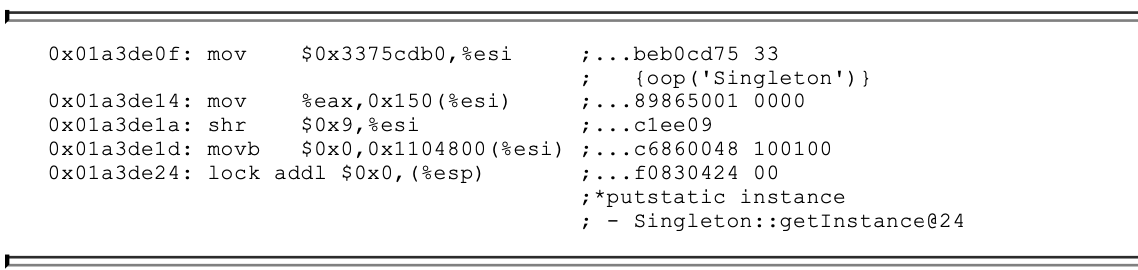 0x01a3de0f: mov    $0x3375cdb0,%esi     ;...beb0cd75 33
                                        ;   {oop('Singleton')}
0x01a3de14: mov    %eax,0x150(%esi)     ;...89865001 0000
0x01a3de1a: shr    $0x9,%esi            ;...c1ee09
0x01a3de1d: movb   $0x0,0x1104800(%esi) ;...c6860048 100100
0x01a3de24: lock addl $0x0,(%esp)       ;...f0830424 00
                                        ;*putstatic instance
                                        ; - Singleton::getInstance@24